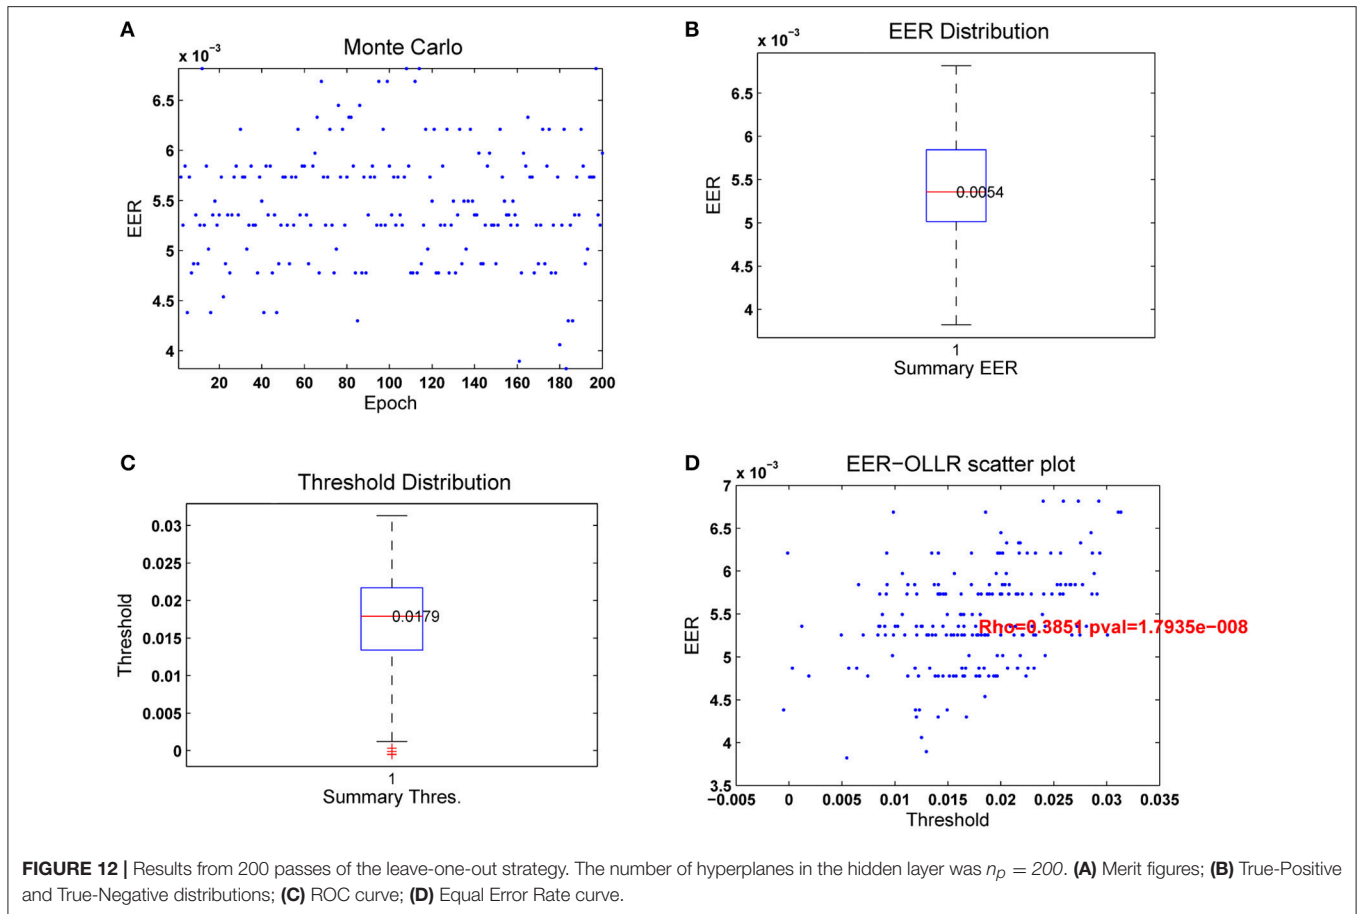 A
Monte Carlo
x 10⁻³
6.5
6
5.5
5
4.5
4
EER
20 40 60 80 100 120 140 160 180 200
Epoch
B
EER Distribution
x 10⁻³
6.5
6
5.5
5
4.5
4
EER
0.0054
1
Summary EER
C
Threshold Distribution
0.03
0.025
0.02
0.015
0.01
0.005
0
Threshold
0.0179
1
Summary Thres.
D
EER−OLLR scatter plot
x 10⁻³
7
6.5
6
5.5
5
4.5
4
3.5
EER
Rho=0.3851 pval=1.7935e−008
−0.005 0 0.005 0.01 0.015 0.02 0.025 0.03 0.035
Threshold
FIGURE 12 | Results from 200 passes of the leave-one-out strategy. The number of hyperplanes in the hidden layer was nₚ = 200. (A) Merit figures; (B) True-Positive
and True-Negative distributions; (C) ROC curve; (D) Equal Error Rate curve.